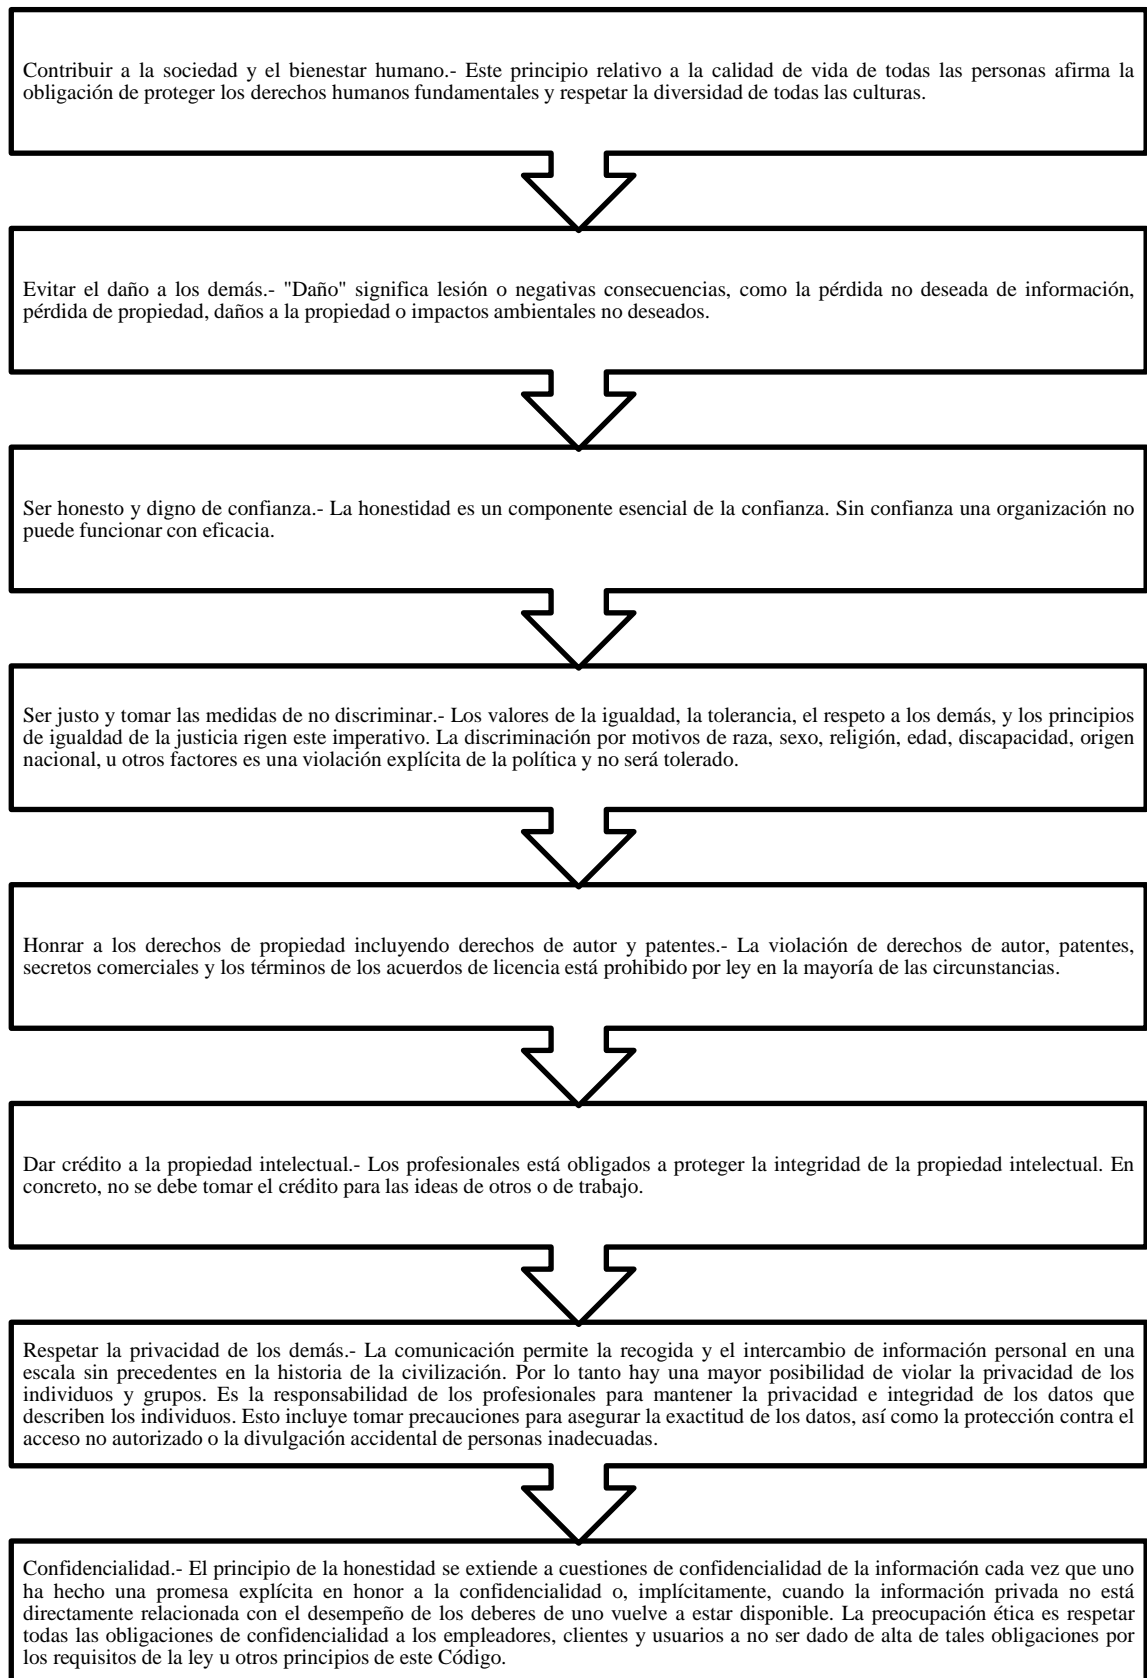 Contribuir a la sociedad y el bienestar humano.- Este principio relativo a la calidad de vida de todas las personas afirma la
obligación de proteger los derechos humanos fundamentales y respetar la diversidad de todas las culturas.
Evitar el daño a los demás.- "Daño" significa lesión o negativas consecuencias, como la pérdida no deseada de información,
pérdida de propiedad, daños a la propiedad o impactos ambientales no deseados.
Ser honesto y digno de confianza.- La honestidad es un componente esencial de la confianza. Sin confianza una organización no
puede funcionar con eficacia.
Ser justo y tomar las medidas de no discriminar.- Los valores de la igualdad, la tolerancia, el respeto a los demás, y los principios
de igualdad de la justicia rigen este imperativo. La discriminación por motivos de raza, sexo, religión, edad, discapacidad, origen
nacional, u otros factores es una violación explícita de la política y no será tolerado.
Honrar a los derechos de propiedad incluyendo derechos de autor y patentes.- La violación de derechos de autor, patentes,
secretos comerciales y los términos de los acuerdos de licencia está prohibido por ley en la mayoría de las circunstancias.
Dar crédito a la propiedad intelectual.- Los profesionales está obligados a proteger la integridad de la propiedad intelectual. En
concreto, no se debe tomar el crédito para las ideas de otros o de trabajo.
Respetar la privacidad de los demás.- La comunicación permite la recogida y el intercambio de información personal en una
escala sin precedentes en la historia de la civilización. Por lo tanto hay una mayor posibilidad de violar la privacidad de los
individuos y grupos. Es la responsabilidad de los profesionales para mantener la privacidad e integridad de los datos que
describen los individuos. Esto incluye tomar precauciones para asegurar la exactitud de los datos, así como la protección contra el
acceso no autorizado o la divulgación accidental de personas inadecuadas.
Confidencialidad.- El principio de la honestidad se extiende a cuestiones de confidencialidad de la información cada vez que uno
ha hecho una promesa explícita en honor a la confidencialidad o, implícitamente, cuando la información privada no está
directamente relacionada con el desempeño de los deberes de uno vuelve a estar disponible. La preocupación ética es respetar
todas las obligaciones de confidencialidad a los empleadores, clientes y usuarios a no ser dado de alta de tales obligaciones por
los requisitos de la ley u otros principios de este Código.